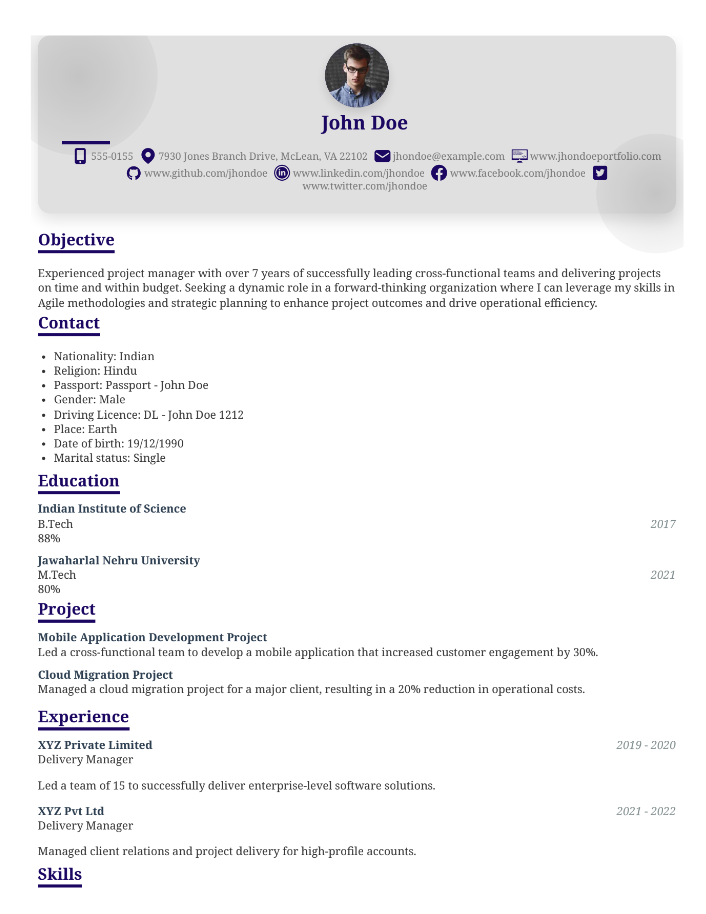 John Doe
555-0155 7930 Jones Branch Drive, McLean, VA 22102 jhondoe@example.com www.jhondoeportfolio.com
www.github.com/jhondoe www.linkedin.com/jhondoe www.facebook.com/jhondoe
www.twitter.com/jhondoe
Objective
Experienced project manager with over 7 years of successfully leading cross-functional teams and delivering projects
on time and within budget. Seeking a dynamic role in a forward-thinking organization where I can leverage my skills in
Agile methodologies and strategic planning to enhance project outcomes and drive operational efficiency.
Contact
• Nationality: Indian
• Religion: Hindu
• Passport: Passport - John Doe
• Gender: Male
• Driving Licence: DL - John Doe 1212
• Place: Earth
• Date of birth: 19/12/1990
• Marital status: Single
Education
Indian Institute of Science
B.Tech 2017
88%
Jawaharlal Nehru University
M.Tech 2021
80%
Project
Mobile Application Development Project
Led a cross-functional team to develop a mobile application that increased customer engagement by 30%.
Cloud Migration Project
Managed a cloud migration project for a major client, resulting in a 20% reduction in operational costs.
Experience
XYZ Private Limited 2019 - 2020
Delivery Manager
Led a team of 15 to successfully deliver enterprise-level software solutions.
XYZ Pvt Ltd 2021 - 2022
Delivery Manager
Managed client relations and project delivery for high-profile accounts.
Skills